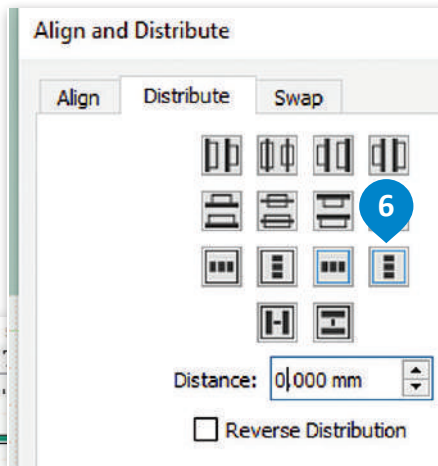 Align and Distribute
Align Distribute Swap
6
Distance: 0.000 mm
Reverse Distribution